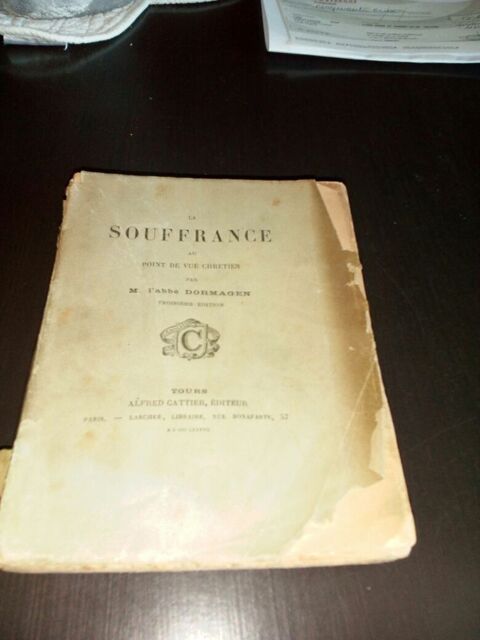 LA
SOUFFRANCE
AU
POINT DE VUE CHRÉTIEN
PAR
M. l'abbé DORMAGEN
TROISIÈME ÉDITION
C
TOURS
ALFRED CATTIER, ÉDITEUR
PARIS. — LARCHER, LIBRAIRE, RUE BONAPARTE, 57